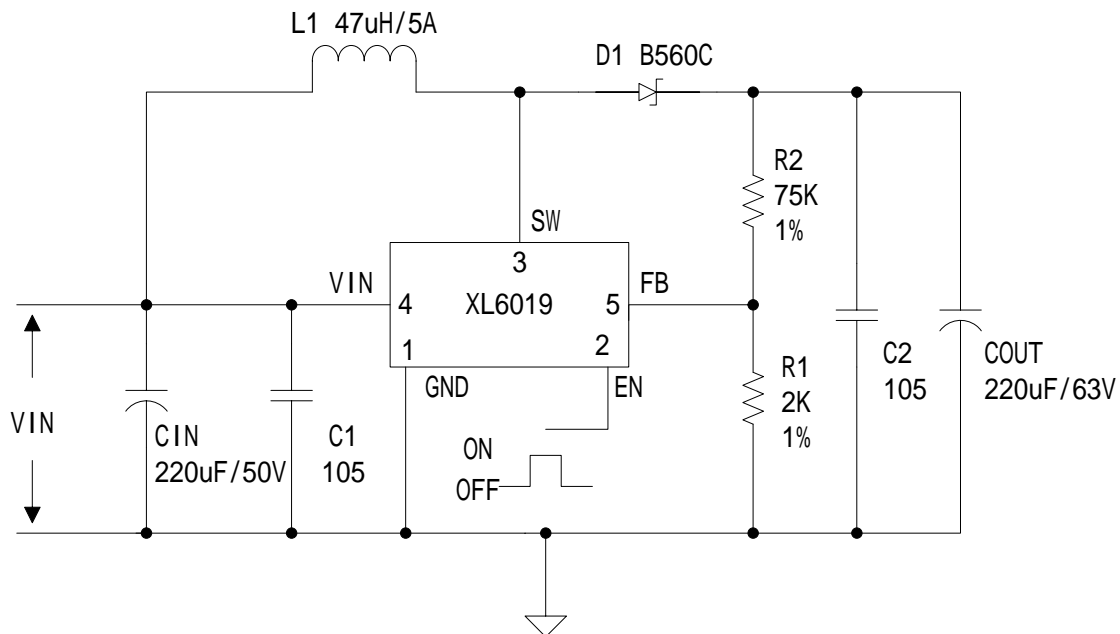 L1 47uH/5A
D1 B560C
R2
75K
1%
SW
3
VIN
4
XL6019
5
FB
2
1
GND
EN
R1
2K
1%
C2
105
COUT
220uF/63V
VIN
CIN
220uF/50V
C1
105
ON
OFF